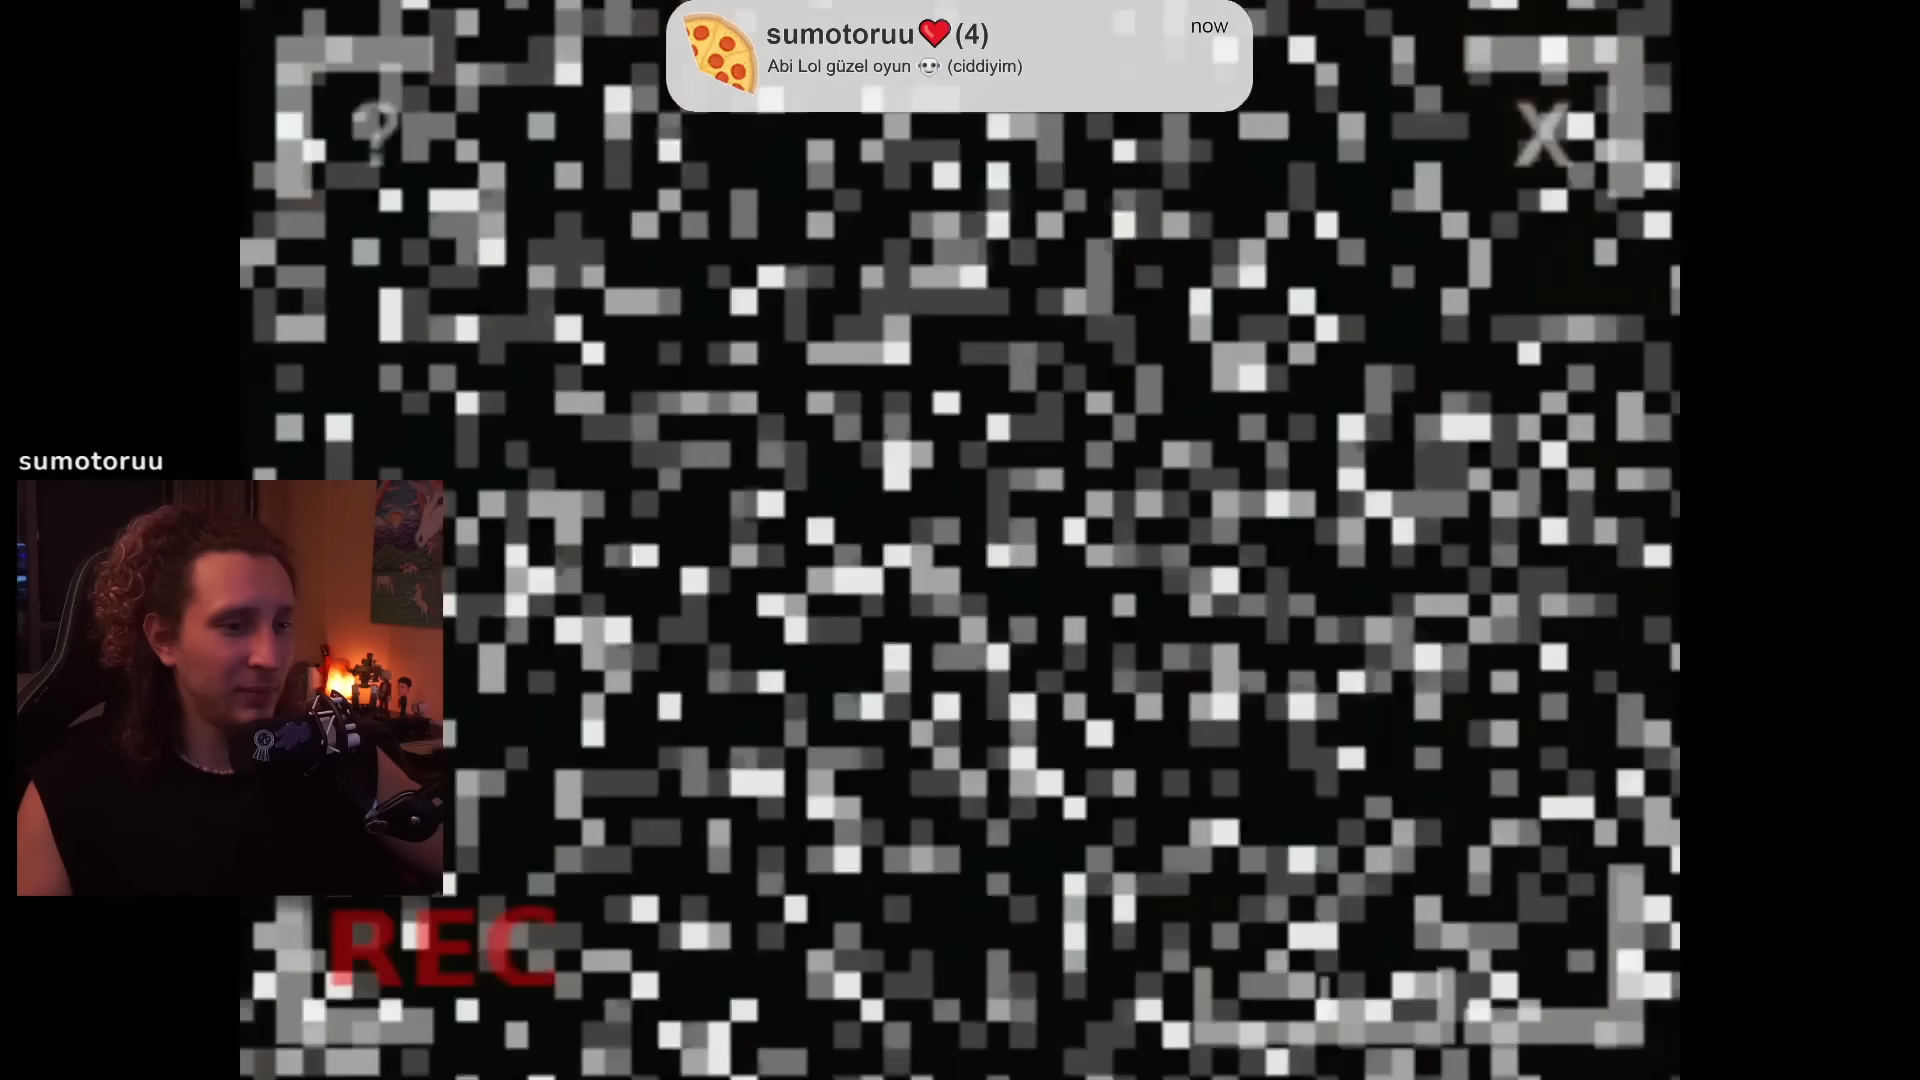 sumotoruu❤️(4)
now
Abi Lol güzel oyun 💀 (ciddiyim)
?
X
sumotoruu
REC